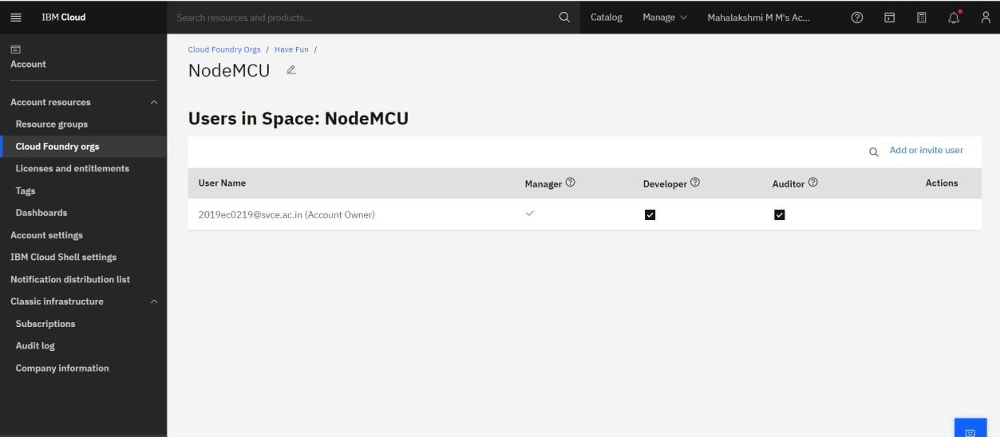 IBM Cloud
Search resources and products...
Catalog
Manage
Mahalakshmi M M's Ac...
Account
Account resources
Resource groups
Cloud Foundry orgs
Licenses and entitlements
Tags
Dashboards
Account settings
IBM Cloud Shell settings
Notification distribution list
Classic infrastructure
Subscriptions
Audit log
Company information
Cloud Foundry Orgs / Have Fun /
NodeMCU
Users in Space: NodeMCU
Add or invite user
User Name Manager Developer Auditor Actions
2019ec0219@svce.ac.in (Account Owner)